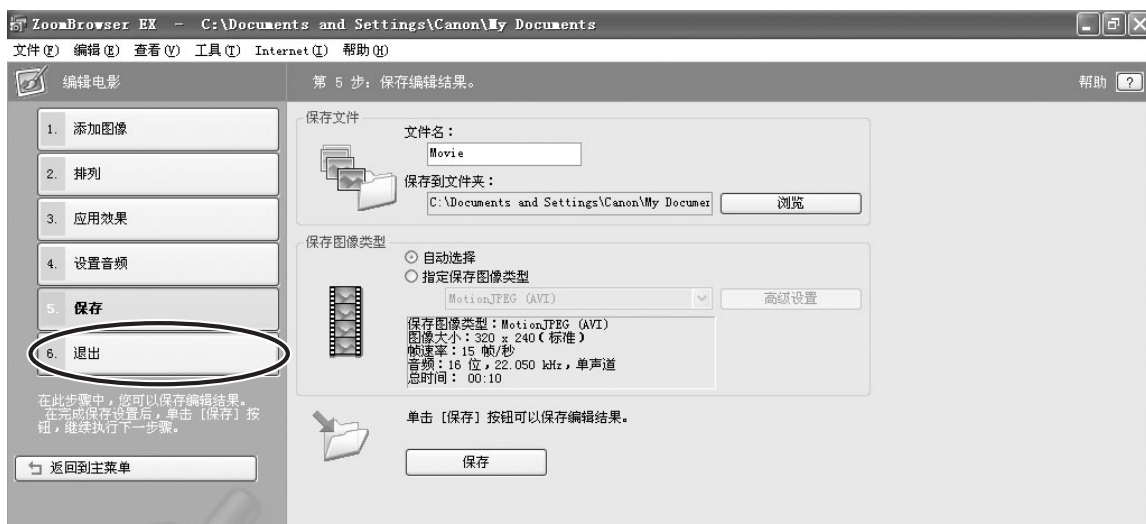 ZoomBrowser EX - C:\Documents and Settings\Canon\My Documents
文件(F) 编辑(E) 查看(V) 工具(T) Internet(I) 帮助(H)
编辑电影
第 5 步：保存编辑结果。
帮助 ?
1. 添加图像
2. 排列
3. 应用效果
4. 设置音频
5. 保存
6. 退出
在此步骤中，您可以保存编辑结果。
在完成保存设置后，单击 [保存] 按
钮，继续执行下一步骤。
返回到主菜单
保存文件
文件名：
Movie
保存到文件夹：
C:\Documents and Settings\Canon\My Documen
浏览
保存图像类型
自动选择
指定保存图像类型
MotionJPEG (AVI)
高级设置
保存图像类型：MotionJPEG (AVI)
图像大小：320 x 240（标准）
帧速率：15 帧/秒
音频：16 位，22.050 kHz，单声道
总时间： 00:10
单击 [保存] 按钮可以保存编辑结果。
保存